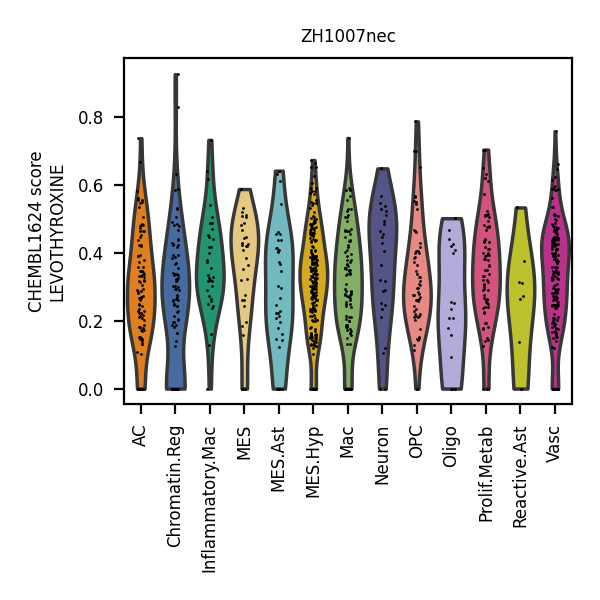 ZH1007nec
CHEMBL1624 score
LEVOTHYROXINE
0.8
0.6
0.4
0.2
0.0
AC
Chromatin.Reg
Inflammatory.Mac
MES
MES.Ast
MES.Hyp
Mac
Neuron
OPC
Oligo
Prolif.Metab
Reactive.Ast
Vasc